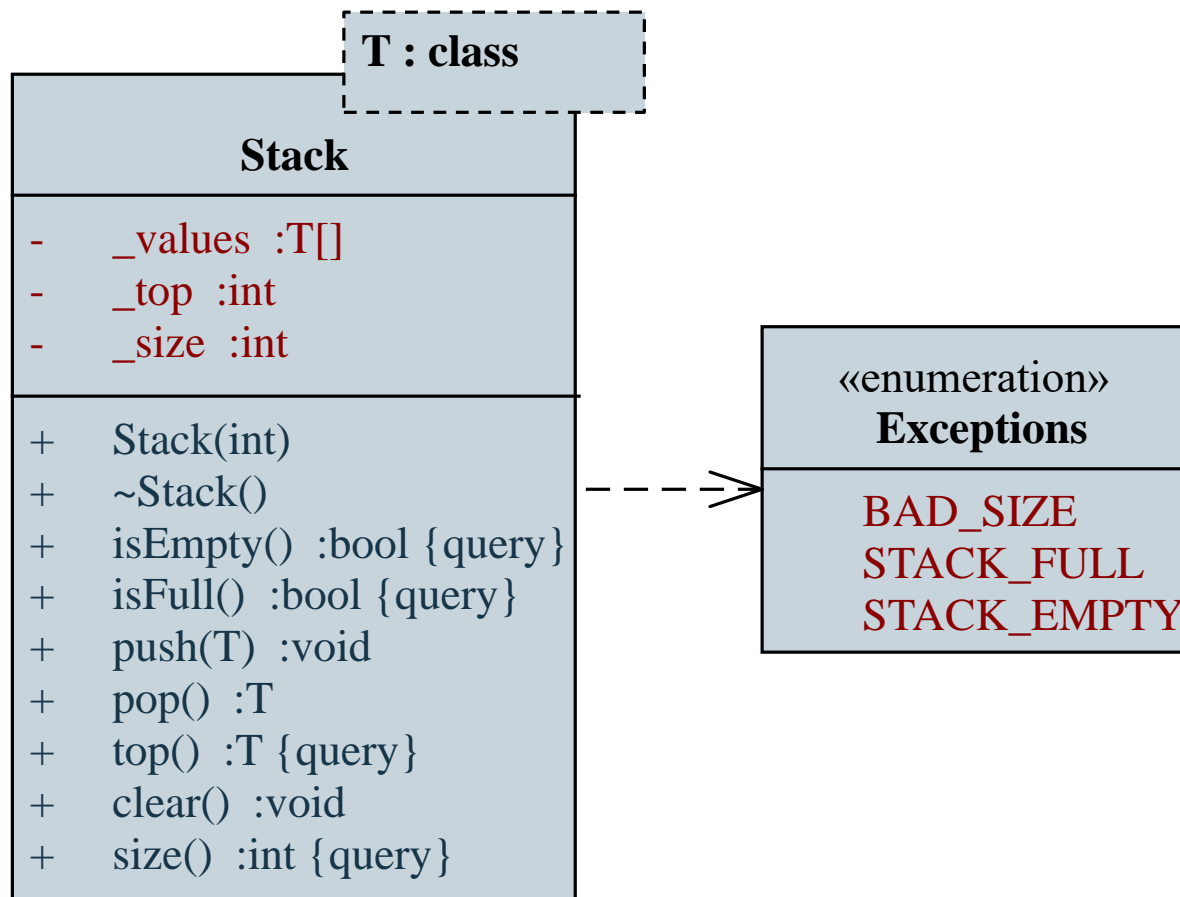 T : class
Stack
- _values :T[]
- _top :int
- _size :int
+ Stack(int)
+ ~Stack()
+ isEmpty() :bool {query}
+ isFull() :bool {query}
+ push(T) :void
+ pop() :T
+ top() :T {query}
+ clear() :void
+ size() :int {query}
«enumeration»
Exceptions
BAD_SIZE
STACK_FULL
STACK_EMPTY